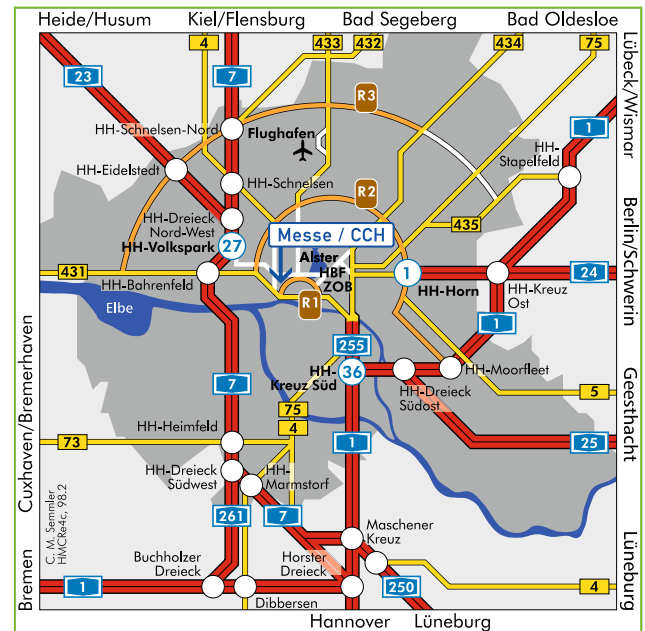 Heide/Husum
Kiel/Flensburg
Bad Segeberg
Bad Oldesloe
4
433
432
434
75
23
7
R3
Lübeck/Wismar
HH-Schnelsen-Nord
Flughafen
1
HH-
Stapelfeld
HH-Eidelstedt
HH-Schnelsen
R2
HH-Dreieck
Nord-West
HH-Volkspark
27
Messe / CCH
435
Berlin/Schwerin
Alster
HBF
ZOB
431
HH-Bahrenfeld
1
HH-Horn
24
HH-Kreuz
Ost
Elbe
R1
1
255
HH-
Kreuz Süd
36
HH-Moorfleet
HH-Dreieck
Südost
7
5
Geesthacht
75
4
Cuxhaven/Bremerhaven
73
HH-Heimfeld
1
25
HH-Dreieck
Südwest
HH-
Marmstorf
261
7
C. M. Semmler
HMCRe4c, 98.2
Maschener
Kreuz
Buchholzer
Dreieck
Horster
Dreieck
Bremen
1
Dibbersen
250
4
Lüneburg
Hannover
Lüneburg